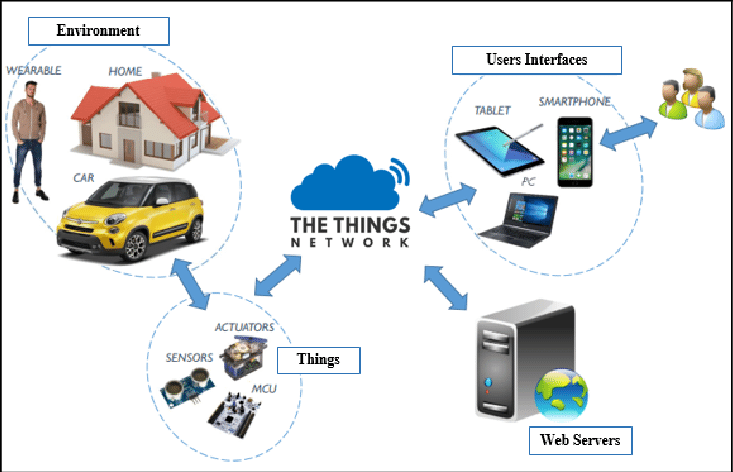 Environment
WEARABLE
HOME
CAR
Users Interfaces
TABLET
SMARTPHONE
PC
THE THINGS
NETWORK
ACTUATORS
SENSORS
MCU
Things
Web Servers